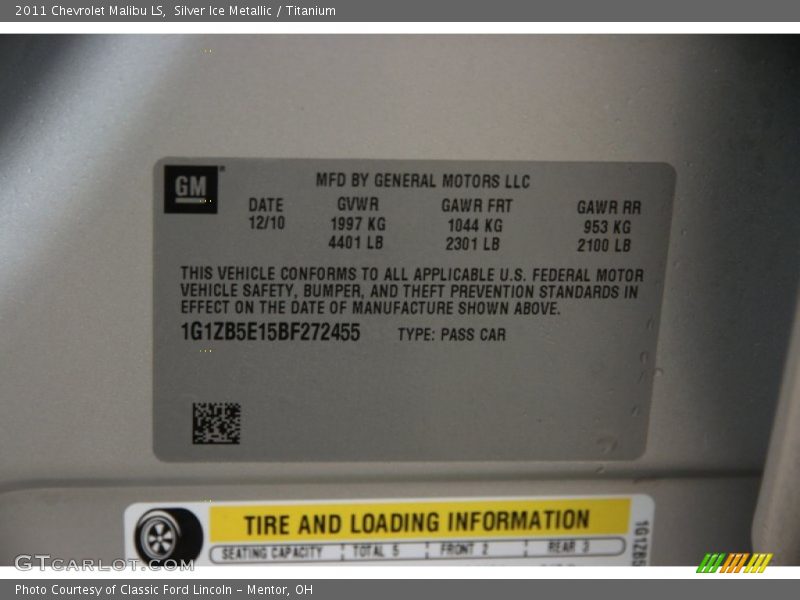 2011 Chevrolet Malibu LS, Silver Ice Metallic / Titanium
GM
MFD BY GENERAL MOTORS LLC
DATE GVWR GAWR FRT GAWR RR
12/10 1997 KG 1044 KG 953 KG
4401 LB 2301 LB 2100 LB
THIS VEHICLE CONFORMS TO ALL APPLICABLE U.S. FEDERAL MOTOR
VEHICLE SAFETY, BUMPER, AND THEFT PREVENTION STANDARDS IN
EFFECT ON THE DATE OF MANUFACTURE SHOWN ABOVE.
1G1ZB5E15BF272455 TYPE: PASS CAR
TIRE AND LOADING INFORMATION
SEATING CAPACITY TOTAL 5 FRONT 2 REAR 3
GTCARLOT.COM
Photo Courtesy of Classic Ford Lincoln - Mentor, OH